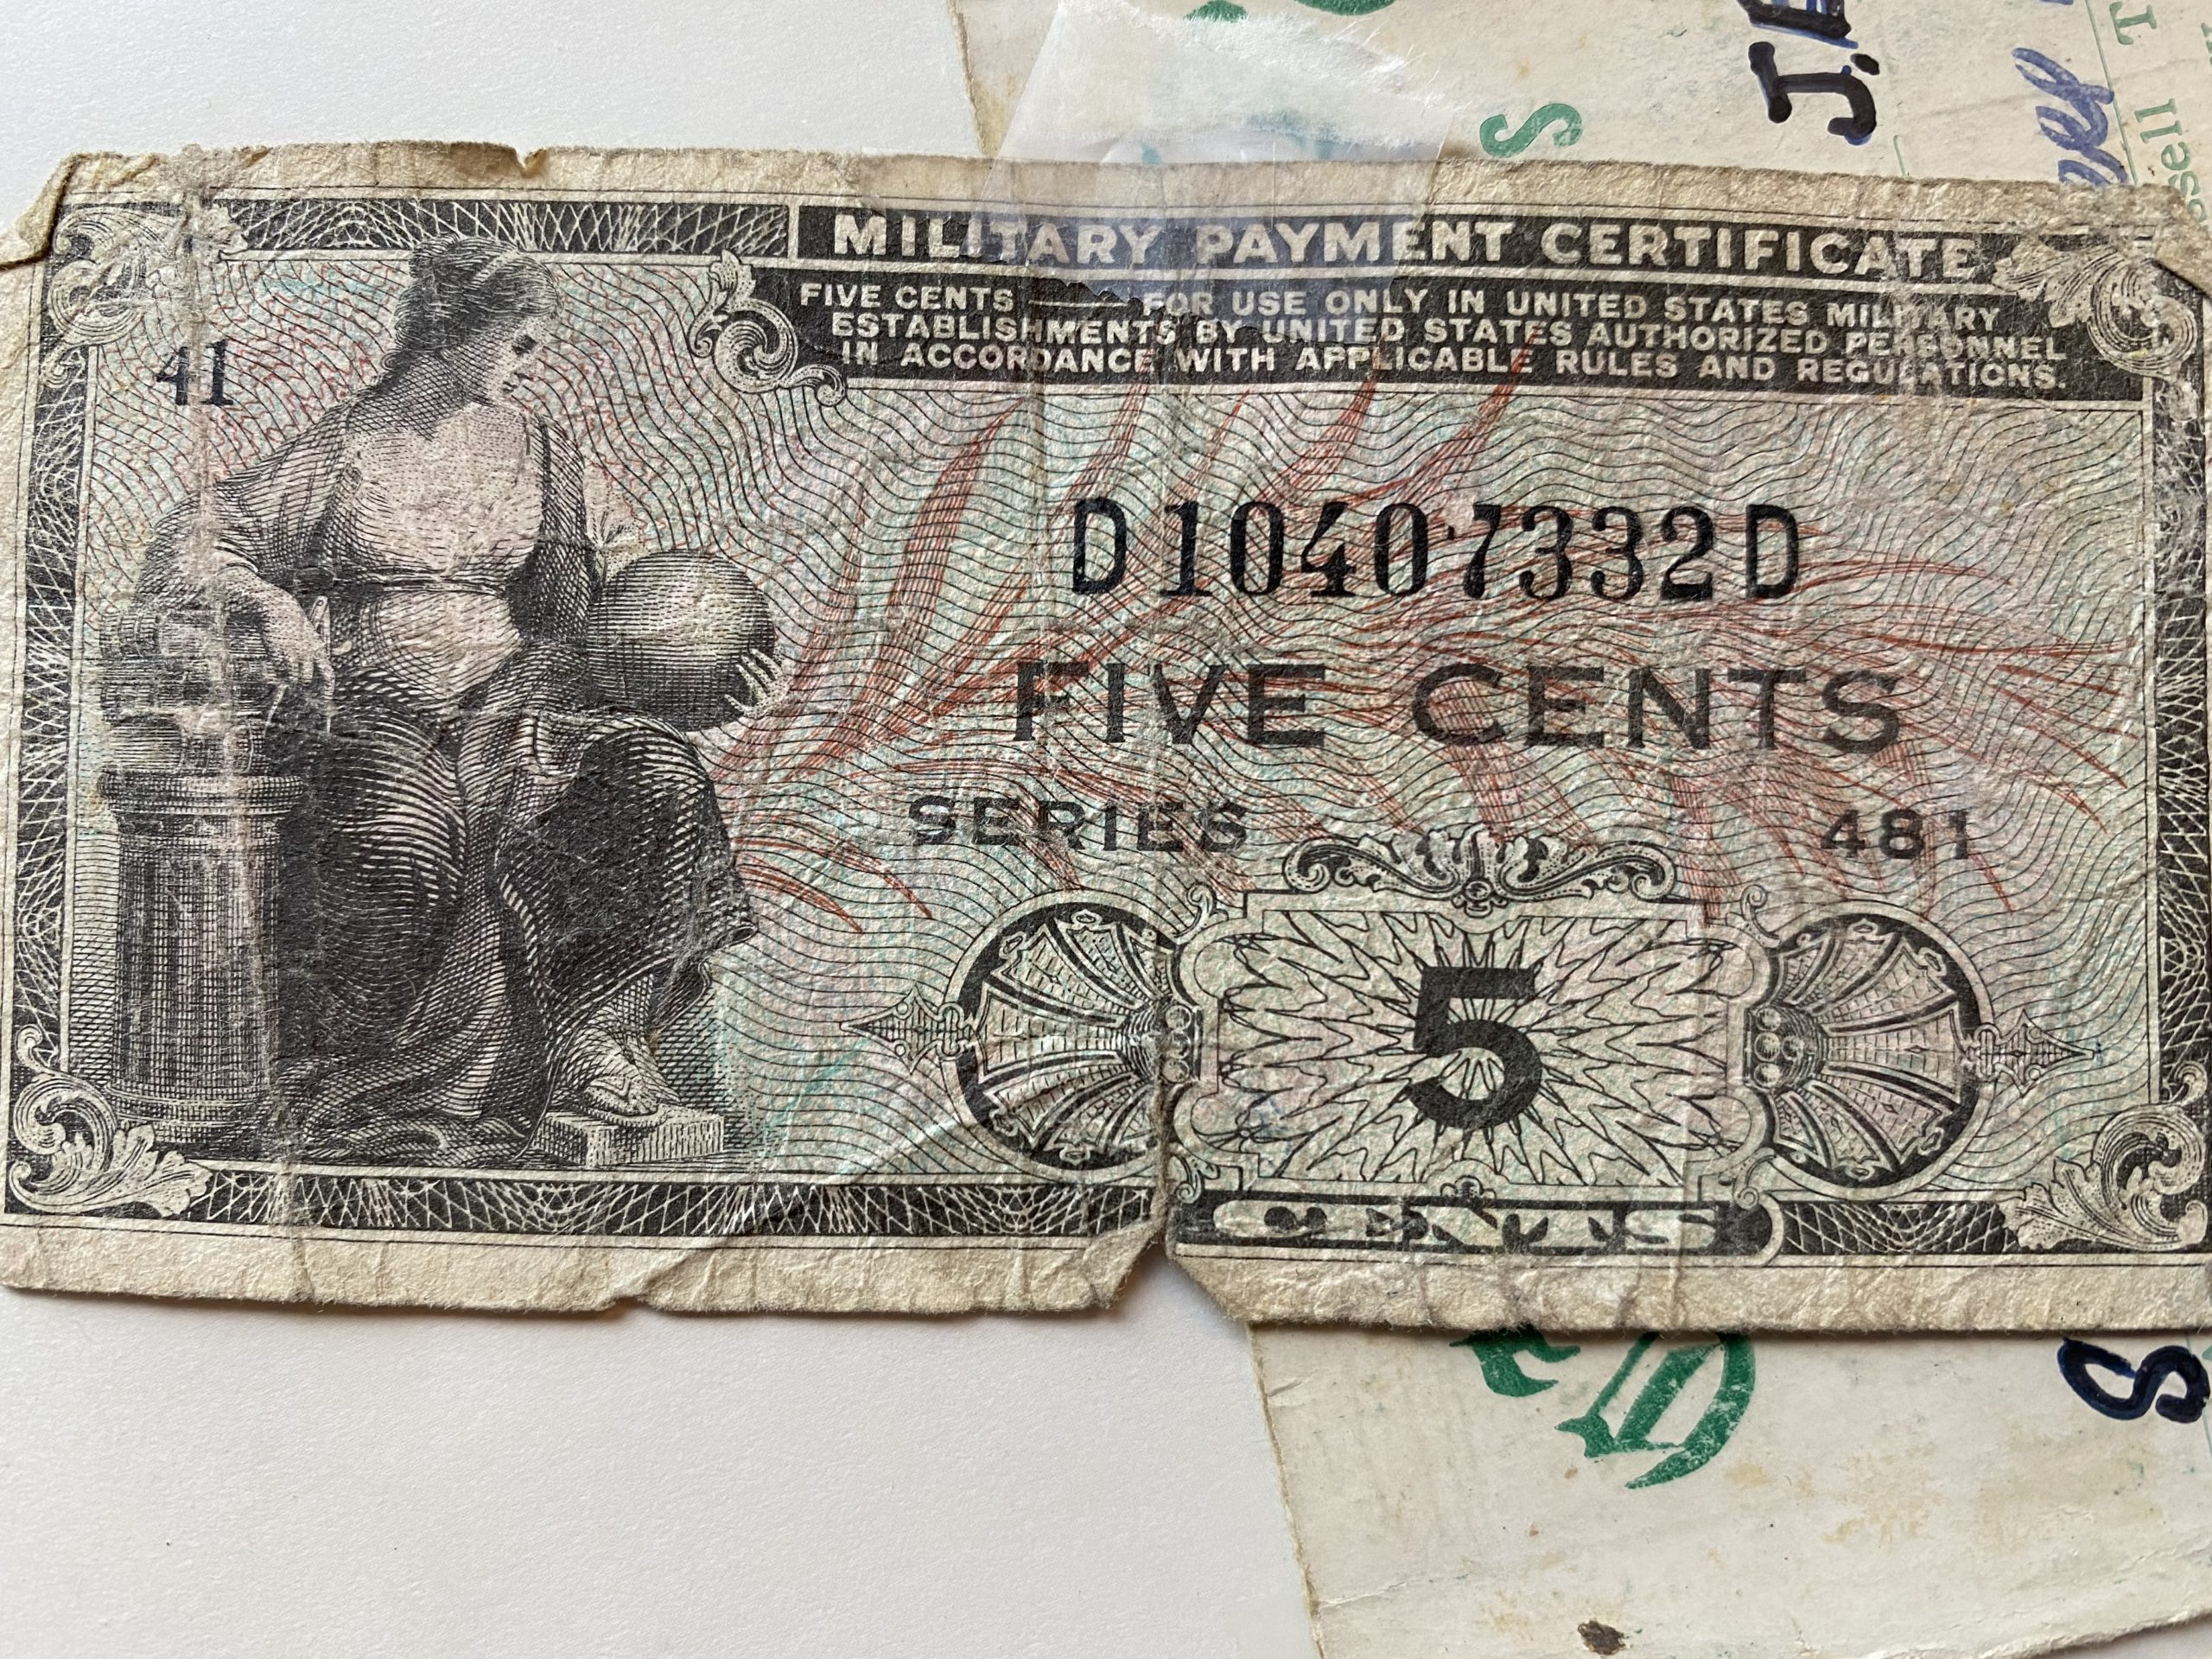 MILITARY PAYMENT CERTIFICATE
FIVE CENTS —— FOR USE ONLY IN UNITED STATES MILITARY
ESTABLISHMENTS BY UNITED STATES AUTHORIZED PERSONNEL
IN ACCORDANCE WITH APPLICABLE RULES AND REGULATIONS.
41
D10407332D
FIVE CENTS
SERIES 481
5
CENTS
S